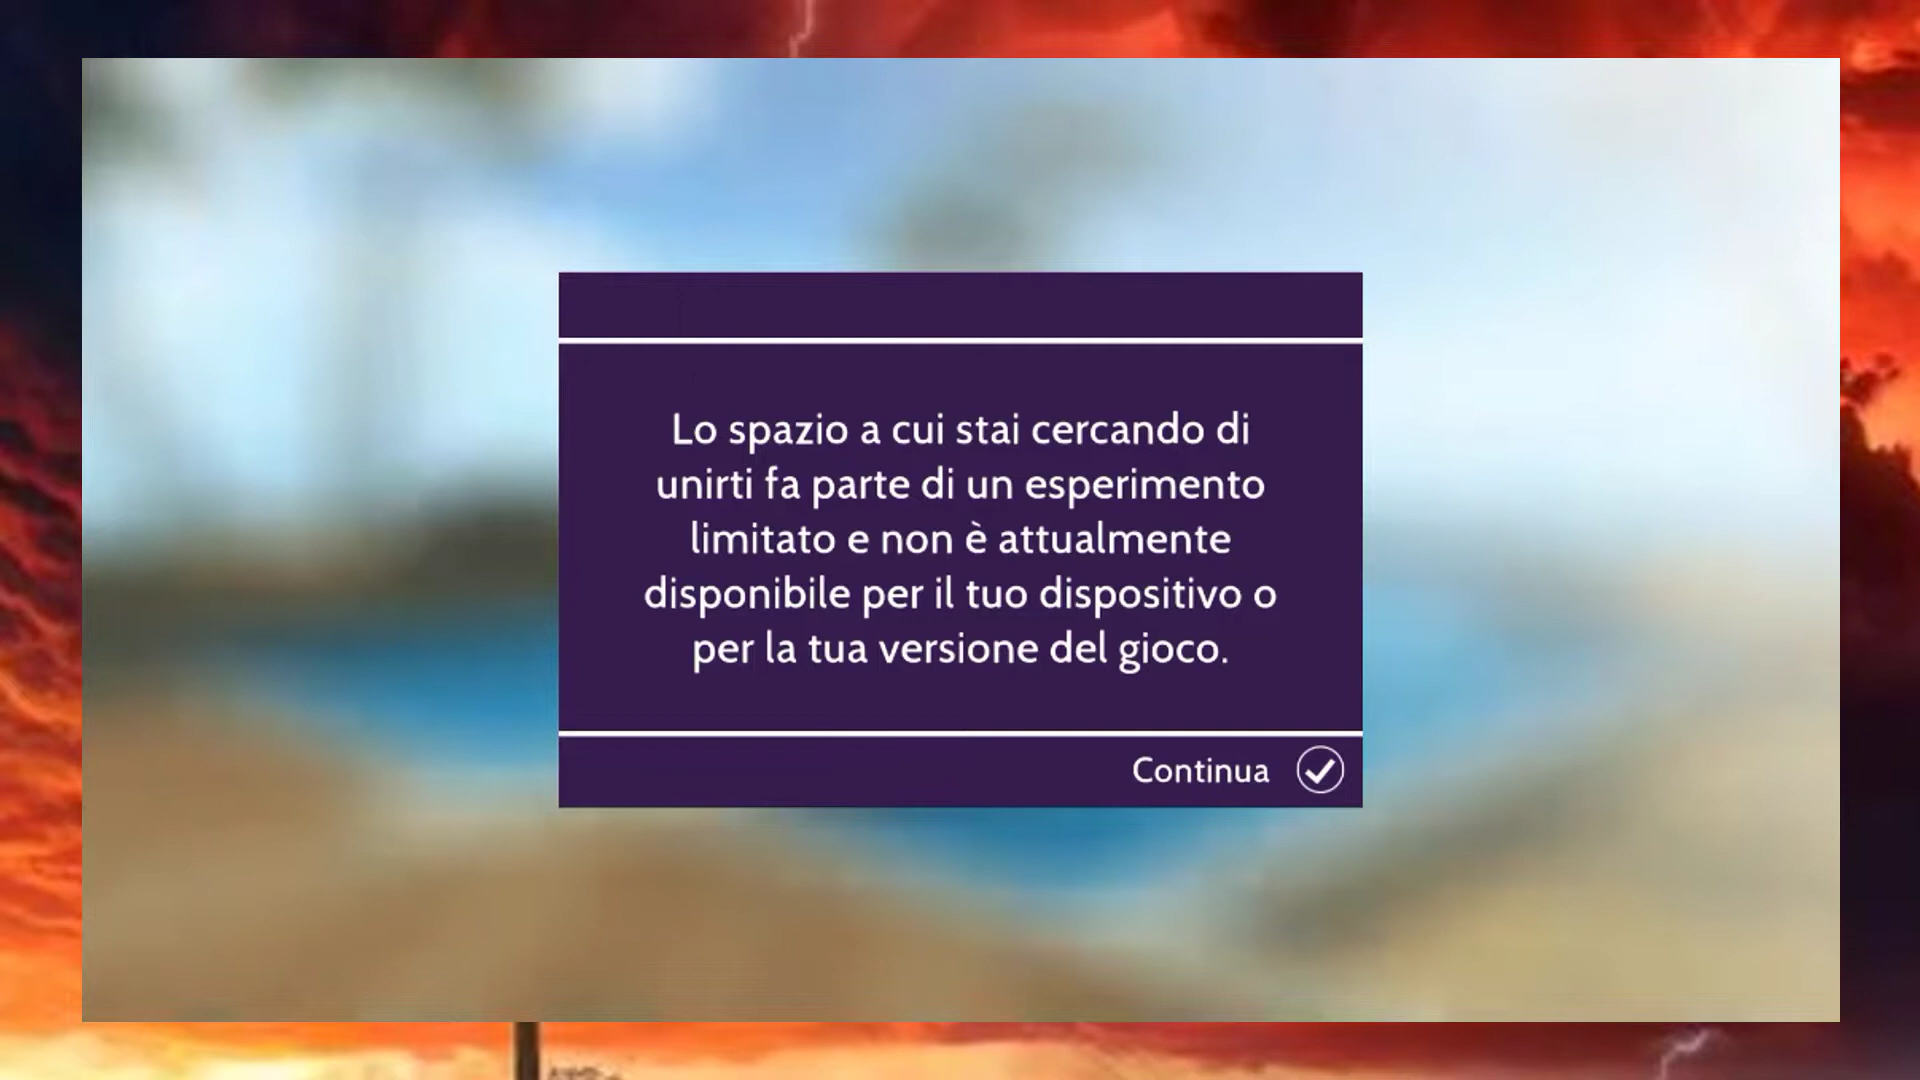 Lo spazio a cui stai cercando di
unirti fa parte di un esperimento
limitato e non è attualmente
disponibile per il tuo dispositivo o
per la tua versione del gioco.
Continua